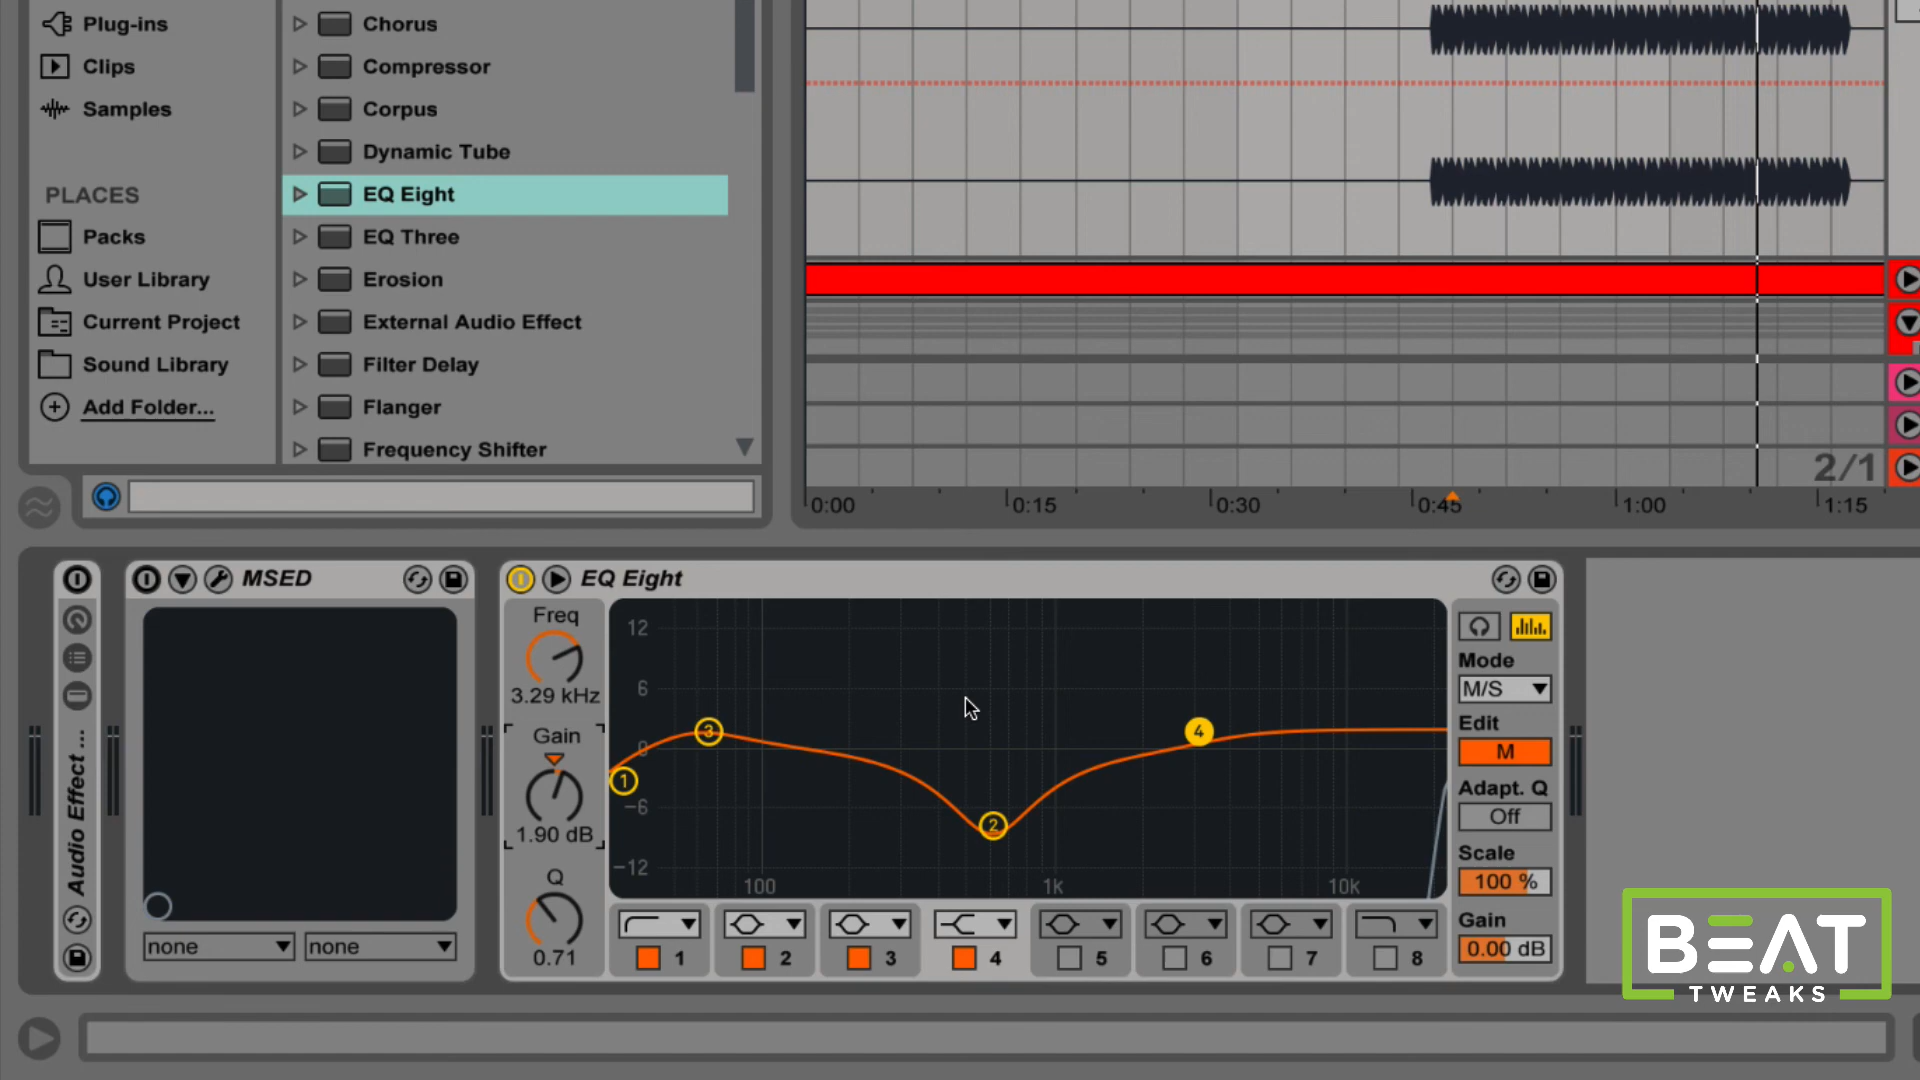 Plug-ins
Clips
Samples
PLACES
Packs
User Library
Current Project
Sound Library
Add Folder...
Chorus
Compressor
Corpus
Dynamic Tube
EQ Eight
EQ Three
Erosion
External Audio Effect
Filter Delay
Flanger
Frequency Shifter
2/1
0:00 0:15 0:30 0:45 1:00 1:15
Audio Effect ...
MSED
none none
EQ Eight
Freq
3.29 kHz
Gain
1.90 dB
Q
0.71
12
6
0
-6
-12
100 1k 10k
1
2
3
4
1 2 3 4 5 6 7 8
Mode
M/S
Edit
M
Adapt. Q
Off
Scale
100 %
Gain
0.00 dB
BEAT
TWEAKS